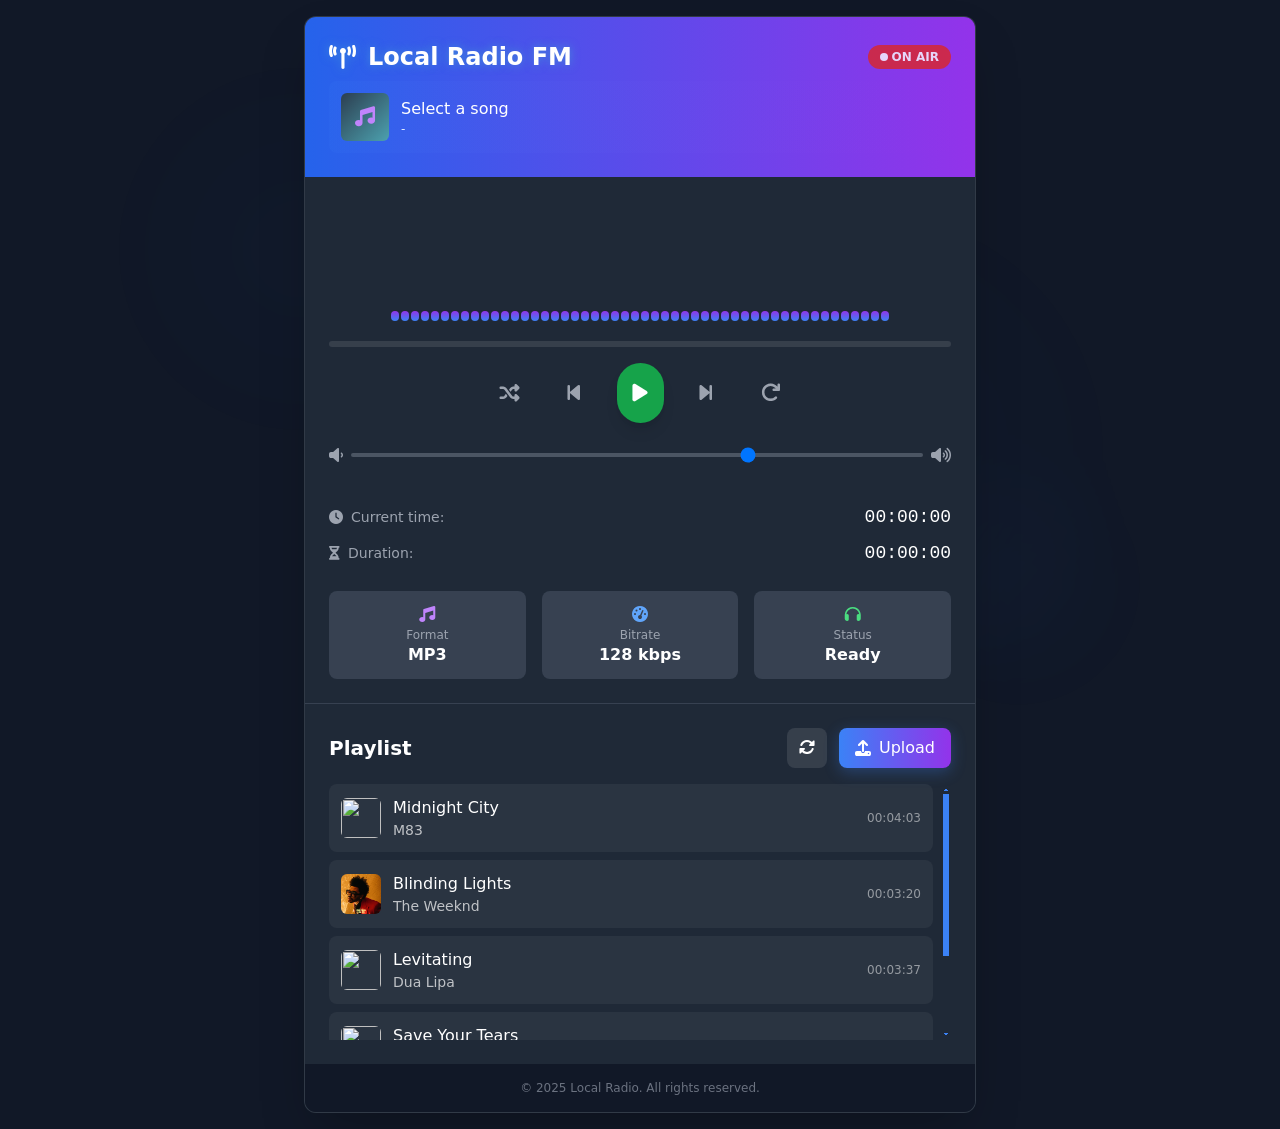 Local Radio FM
ON AIR
Select a song
-
Current time:
00:00:00
Duration:
00:00:00
Format
MP3
Bitrate
128 kbps
Status
Ready
Playlist
Upload
Midnight City
M83
00:04:03
Blinding Lights
The Weeknd
00:03:20
Levitating
Dua Lipa
00:03:37
Save Your Tears
© 2025 Local Radio. All rights reserved.